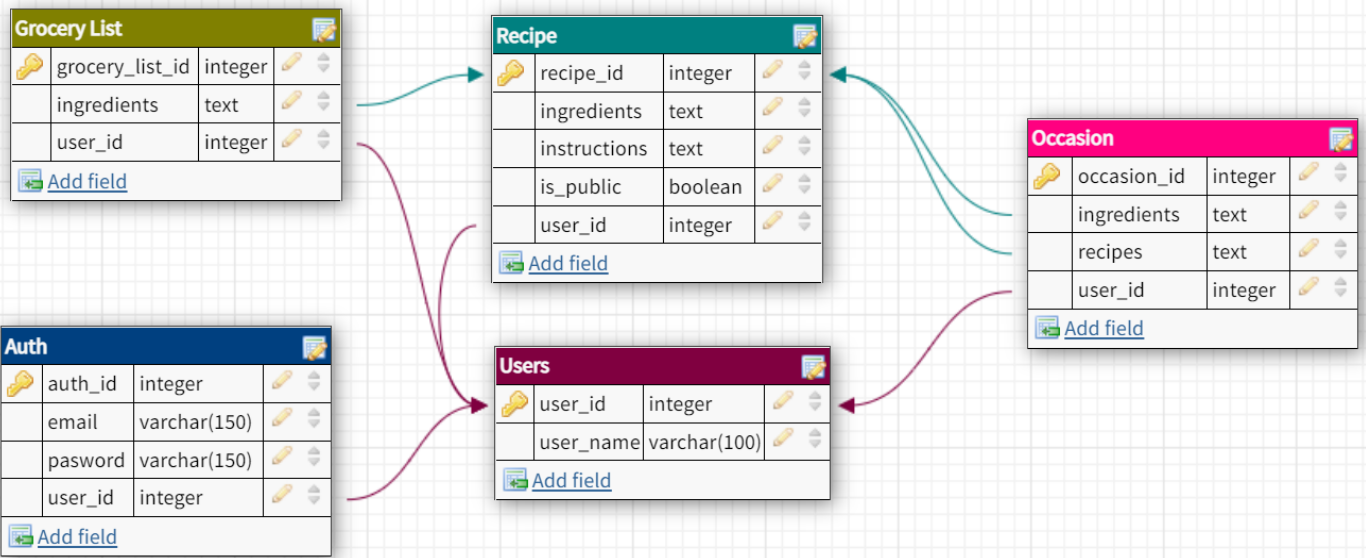 Grocery List
grocery_list_id integer
ingredients text
user_id integer
Add field
Recipe
recipe_id integer
ingredients text
instructions text
is_public boolean
user_id integer
Add field
Occasion
occasion_id integer
ingredients text
recipes text
user_id integer
Add field
Auth
auth_id integer
email varchar(150)
pasword varchar(150)
user_id integer
Add field
Users
user_id integer
user_name varchar(100)
Add field